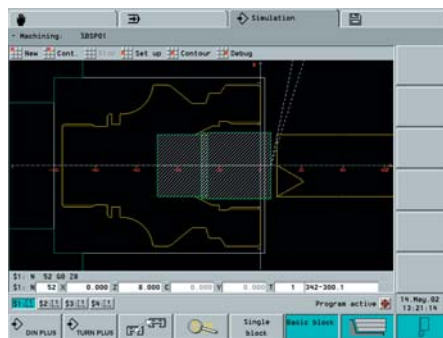 Simulation
- Machining: %DSP01
New Cont. Stop Set up Contour Debug
$1: N 52 G0 Z8
$1: N 52 X 0.000 Z 8.000 C 0.000 Y 0.000 T 1 342-300.1
$1 $2 $3 $4
Program active
14.May.02
13:21:14
DIN PLUS
TURN PLUS
Single
block
Basic block